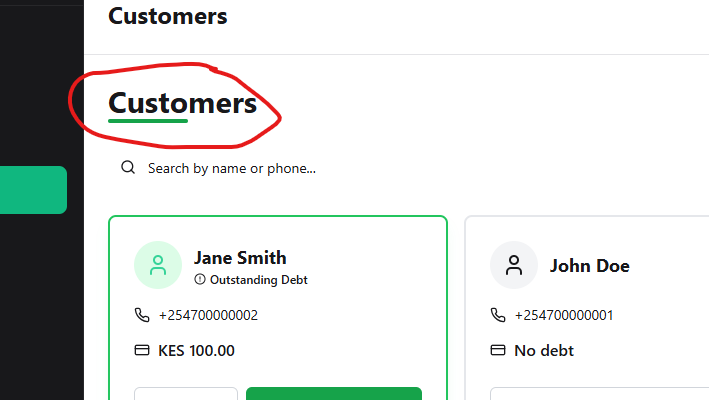 Customers
Customers
Search by name or phone...
Jane Smith
Outstanding Debt
+254700000002
KES 100.00
John Doe
+254700000001
No debt